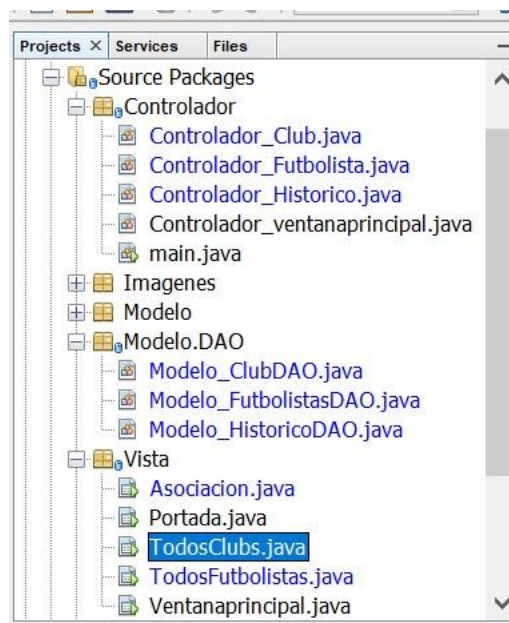 Projects Services Files
Source Packages
Controlador
Controlador_Club.java
Controlador_Futbolista.java
Controlador_Historico.java
Controlador_ventanaprincipal.java
main.java
Imagenes
Modelo
Modelo.DAO
Modelo_ClubDAO.java
Modelo_FutbolistasDAO.java
Modelo_HistoricoDAO.java
Vista
Asociacion.java
Portada.java
TodosClubs.java
TodosFutbolistas.java
Ventanaprincipal.java